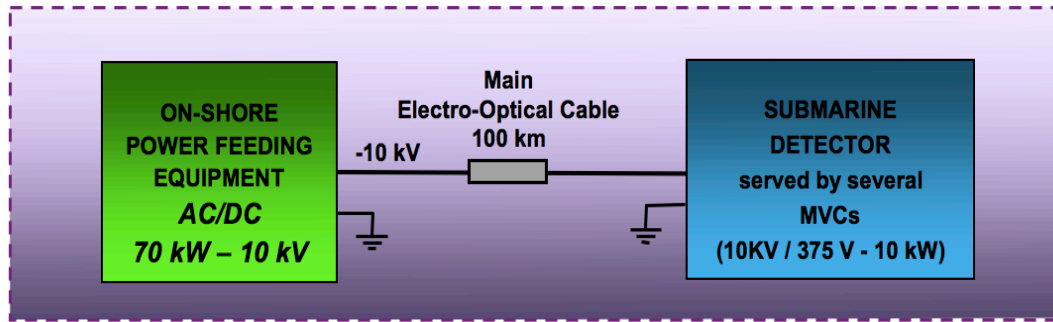 ON-SHORE
POWER FEEDING
EQUIPMENT
AC/DC
70 kW – 10 kV
-10 kV
Main
Electro-Optical Cable
100 km
SUBMARINE
DETECTOR
served by several
MVCs
(10KV / 375 V - 10 kW)